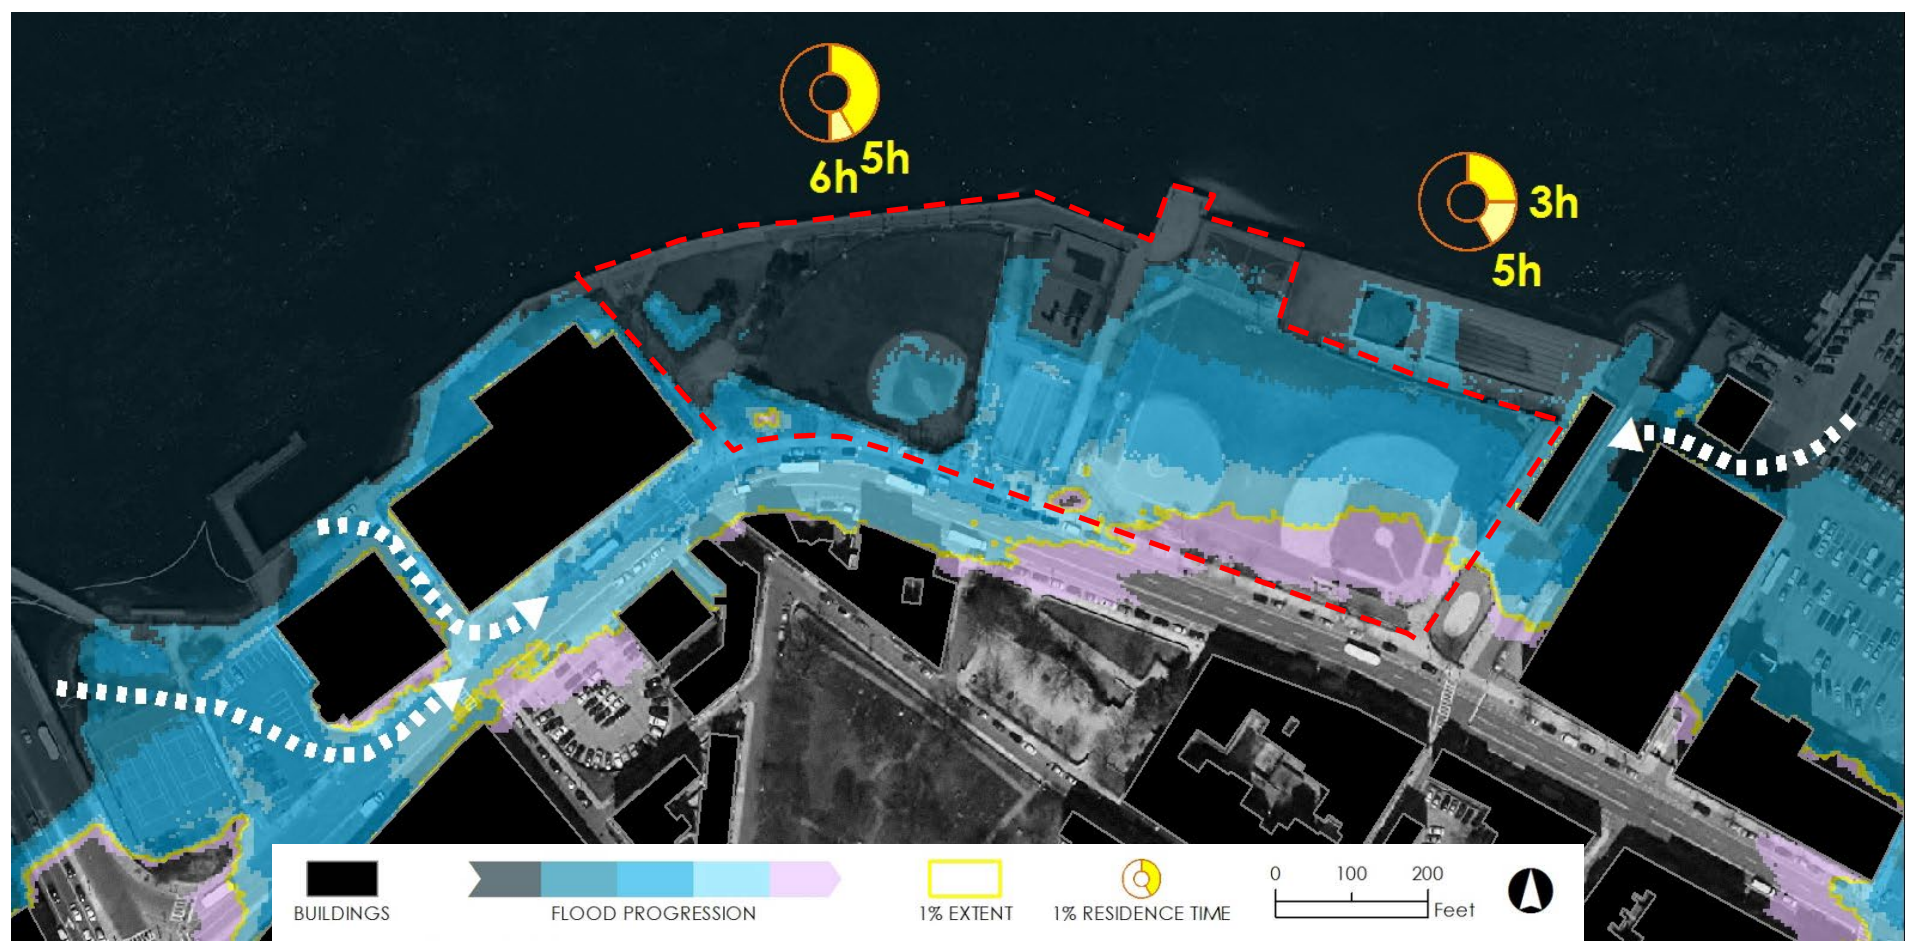 5h
6h
3h
5h
0 100 200
Feet
BUILDINGS
FLOOD PROGRESSION
1% EXTENT
1% RESIDENCE TIME